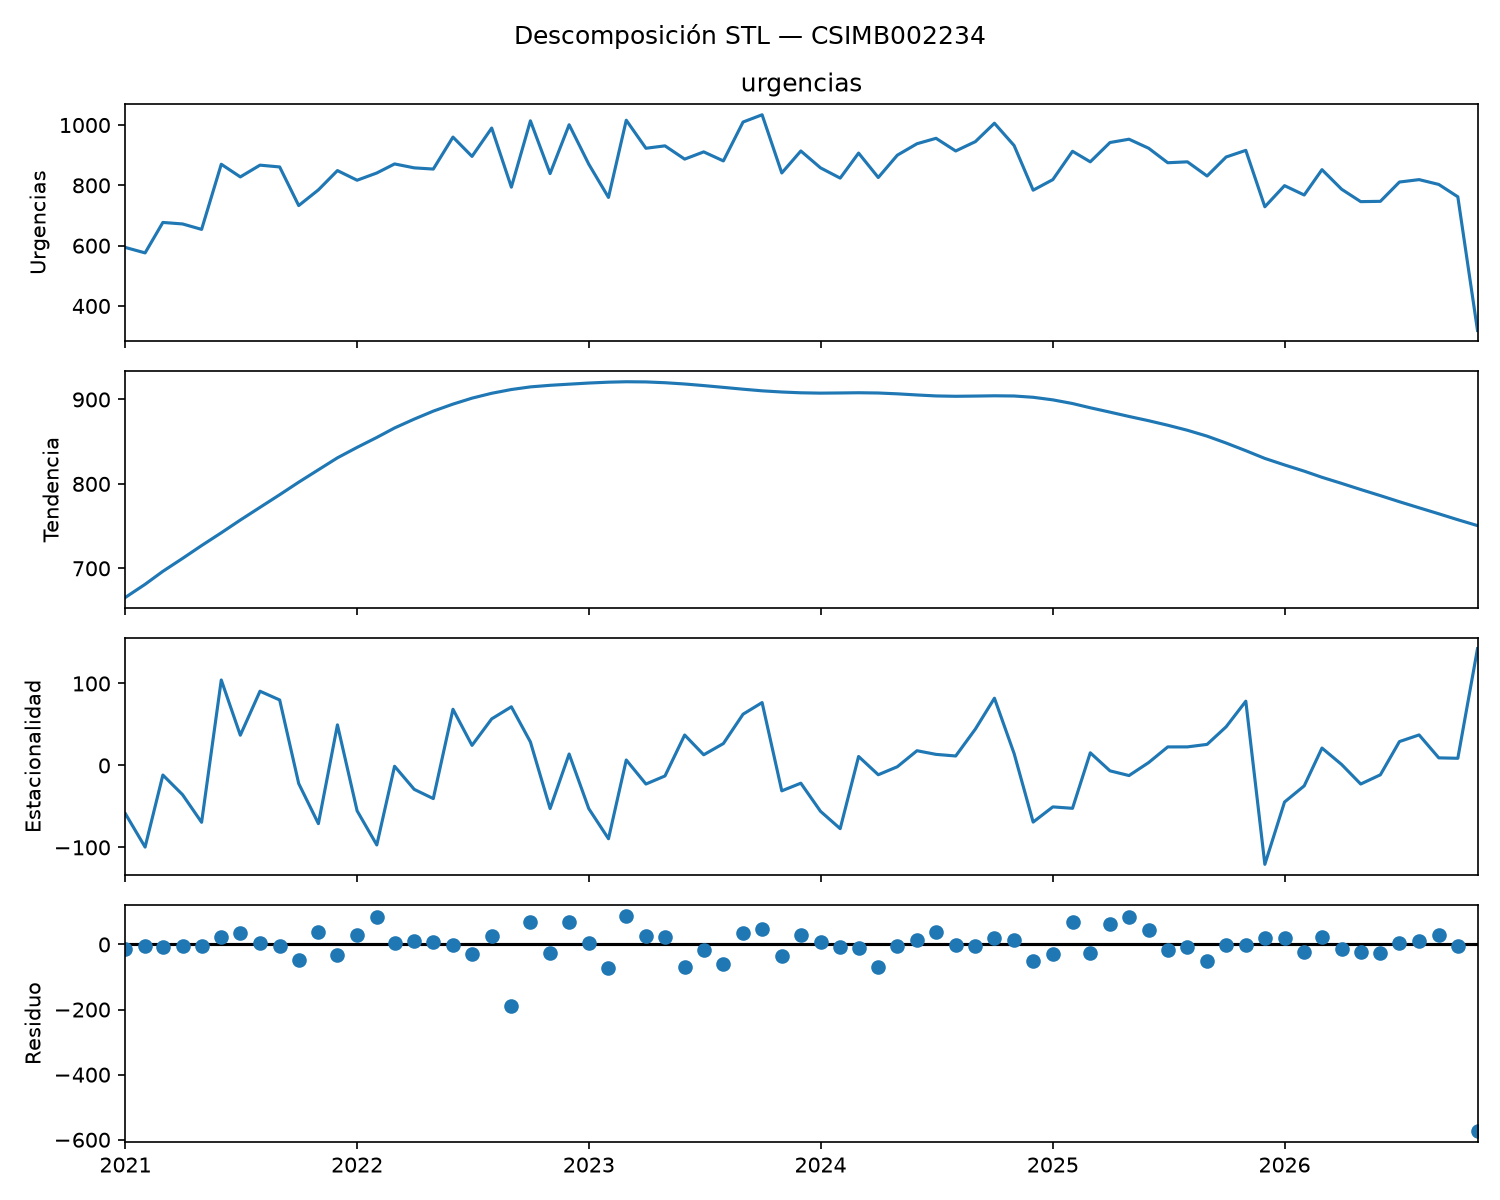 Descomposición STL — CSIMB002234
urgencias
Urgencias
1000
800
600
400
Tendencia
900
800
700
Estacionalidad
100
0
−100
Residuo
0
−200
−400
−600
2021 2022 2023 2024 2025 2026